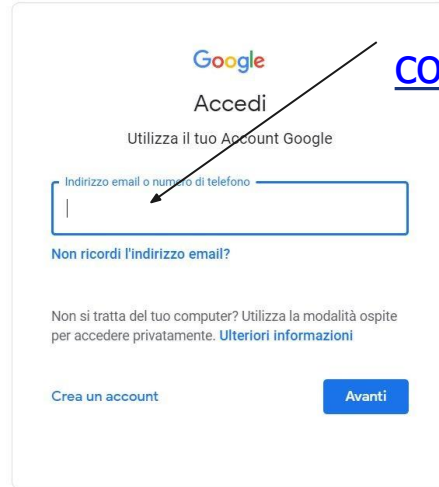 Google
co
Accedi
Utilizza il tuo Account Google
Indirizzo email o numero di telefono
Non ricordi l'indirizzo email?
Non si tratta del tuo computer? Utilizza la modalità ospite
per accedere privatamente. Ulteriori informazioni
Crea un account
Avanti